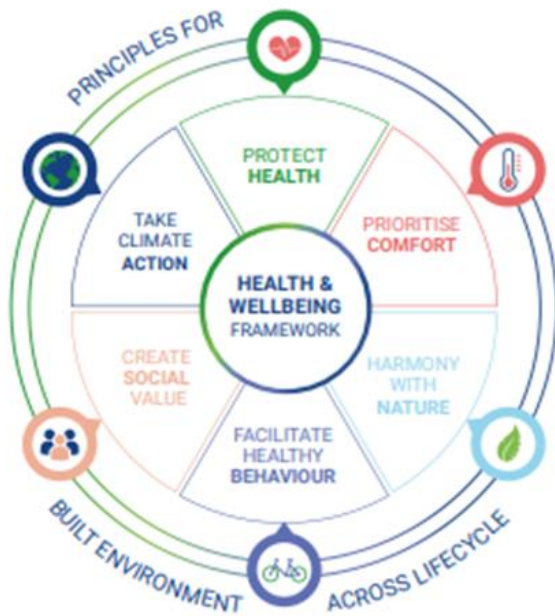 PRINCIPLES FOR
PROTECT
HEALTH
TAKE
CLIMATE
ACTION
PRIORITISE
COMFORT
HEALTH &
WELLBEING
FRAMEWORK
CREATE
SOCIAL
VALUE
HARMONY
WITH
NATURE
FACILITATE
HEALTHY
BEHAVIOUR
BUILT ENVIRONMENT
ACROSS LIFECYCLE